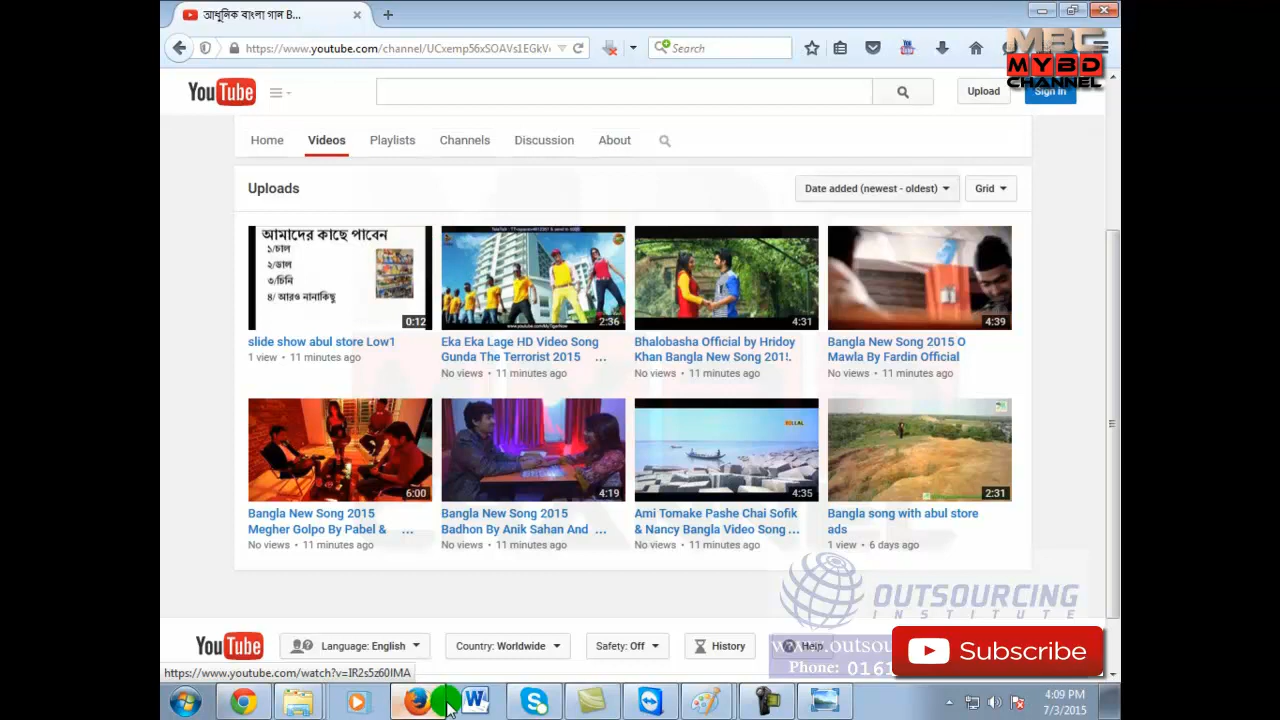 আধুনিক বাংলা গান B...
https://www.youtube.com/channel/UCxemp56xSOAVs1EGkV
Search
MBC
MYBD
CHANNEL
YouTube
Upload
Sign In
Home
Videos
Playlists
Channels
Discussion
About
Uploads
Date added (newest - oldest)
Grid
আমাদের কাছে পাবেন
১/চাল
২/ডাল
৩/চিনি
৪/ আরও নানাকিছু
0:12
2:36
4:31
4:39
slide show abul store Low1
1 view • 11 minutes ago
Eka Eka Lage HD Video Song
Gunda The Terrorist 2015 ...
No views • 11 minutes ago
Bhalobasha Official by Hridoy
Khan Bangla New Song 201!.
No views • 11 minutes ago
Bangla New Song 2015 O
Mawla By Fardin Official
No views • 11 minutes ago
6:00
4:19
4:35
2:31
Bangla New Song 2015
Megher Golpo By Pabel & ...
No views • 11 minutes ago
Bangla New Song 2015
Badhon By Anik Sahan And ...
No views • 11 minutes ago
Ami Tomake Pashe Chai Sofik
& Nancy Bangla Video Song ...
No views • 11 minutes ago
Bangla song with abul store
ads
1 view • 6 days ago
OUTSOURCING
INSTITUTE
YouTube
Language: English
Country: Worldwide
Safety: Off
History
Help
www.outsou
Phone: 0161
Subscribe
https://www.youtube.com/watch?v=IR2s5z60IMA
4:09 PM
7/3/2015